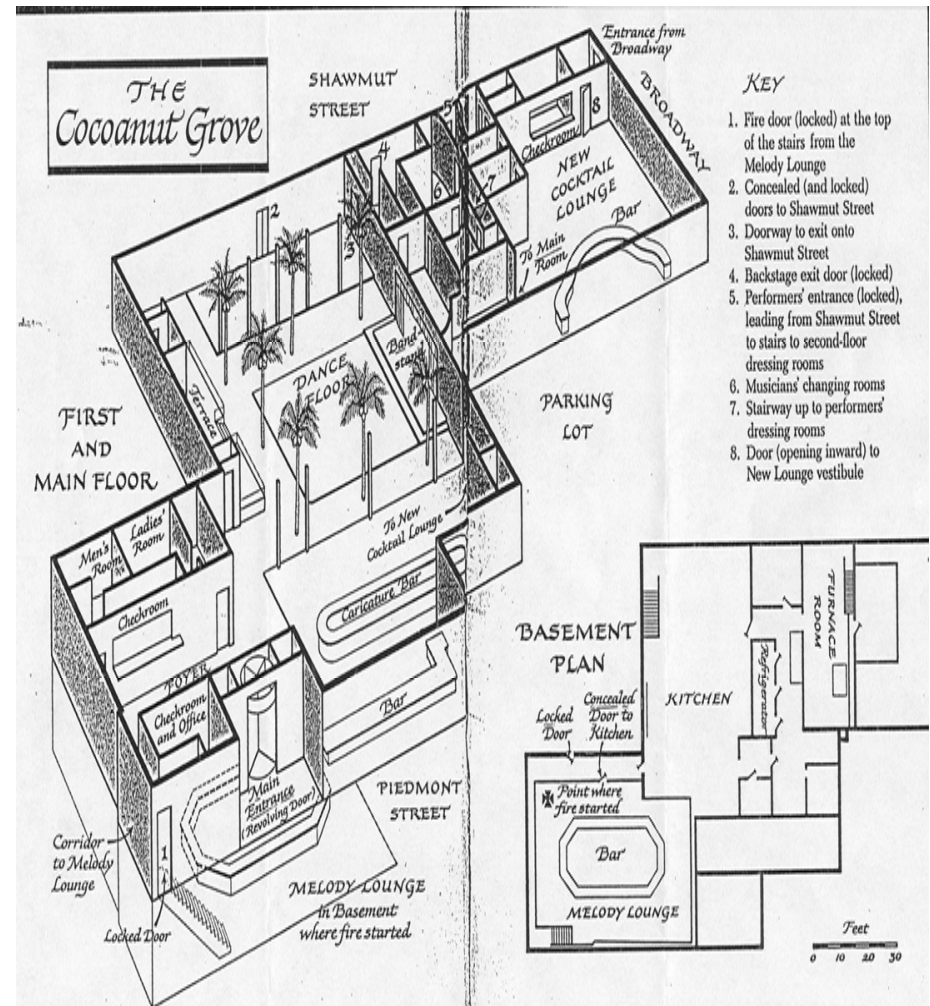 THE
Cocoanut Grove
SHAWMUT
STREET
Entrance from
Broadway
BROADWAY
KEY
1. Fire door (locked) at the top
of the stairs from the
Melody Lounge
2. Concealed (and locked)
doors to Shawmut Street
3. Doorway to exit onto
Shawmut Street
4. Backstage exit door (locked)
5. Performers' entrance (locked),
leading from Shawmut Street
to stairs to second-floor
dressing rooms
6. Musicians' changing rooms
7. Stairway up to performers'
dressing rooms
8. Door (opening inward) to
New Lounge vestibule
5
8
Checkroom
4
6
7
NEW
COCKTAIL
LOUNGE
Bar
To Main
Room
2
3
Band
stand
DANCE
FLOOR
Terrace
PARKING
LOT
FIRST
AND
MAIN FLOOR
Men's
Room
Ladies'
Room
Checkroom
FOYER
To New
Cocktail Lounge
Caricature Bar
Checkroom
and Office
Bar
Main
Entrance
(Revolving Door)
PIEDMONT
STREET
Corridor
to Melody
Lounge
1
Locked Door
MELODY LOUNGE
in Basement
where fire started
BASEMENT
PLAN
FURNACE
ROOM
Refrigerator
KITCHEN
Locked
Door
Concealed
Door to
Kitchen
Point where
fire started
Bar
MELODY LOUNGE
Feet
0 10 20 30